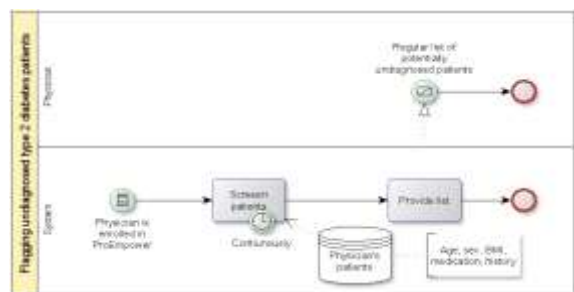 Flagging undiagnosed type 2 diabetes patients
Physician
Regular list of
potentially
undiagnosed patients
System
Physician is
enrolled in
ProEmpower
Screen
patients
Continuously
Provide list
Physician's
patients
Age, sex, BMI,
medication, history